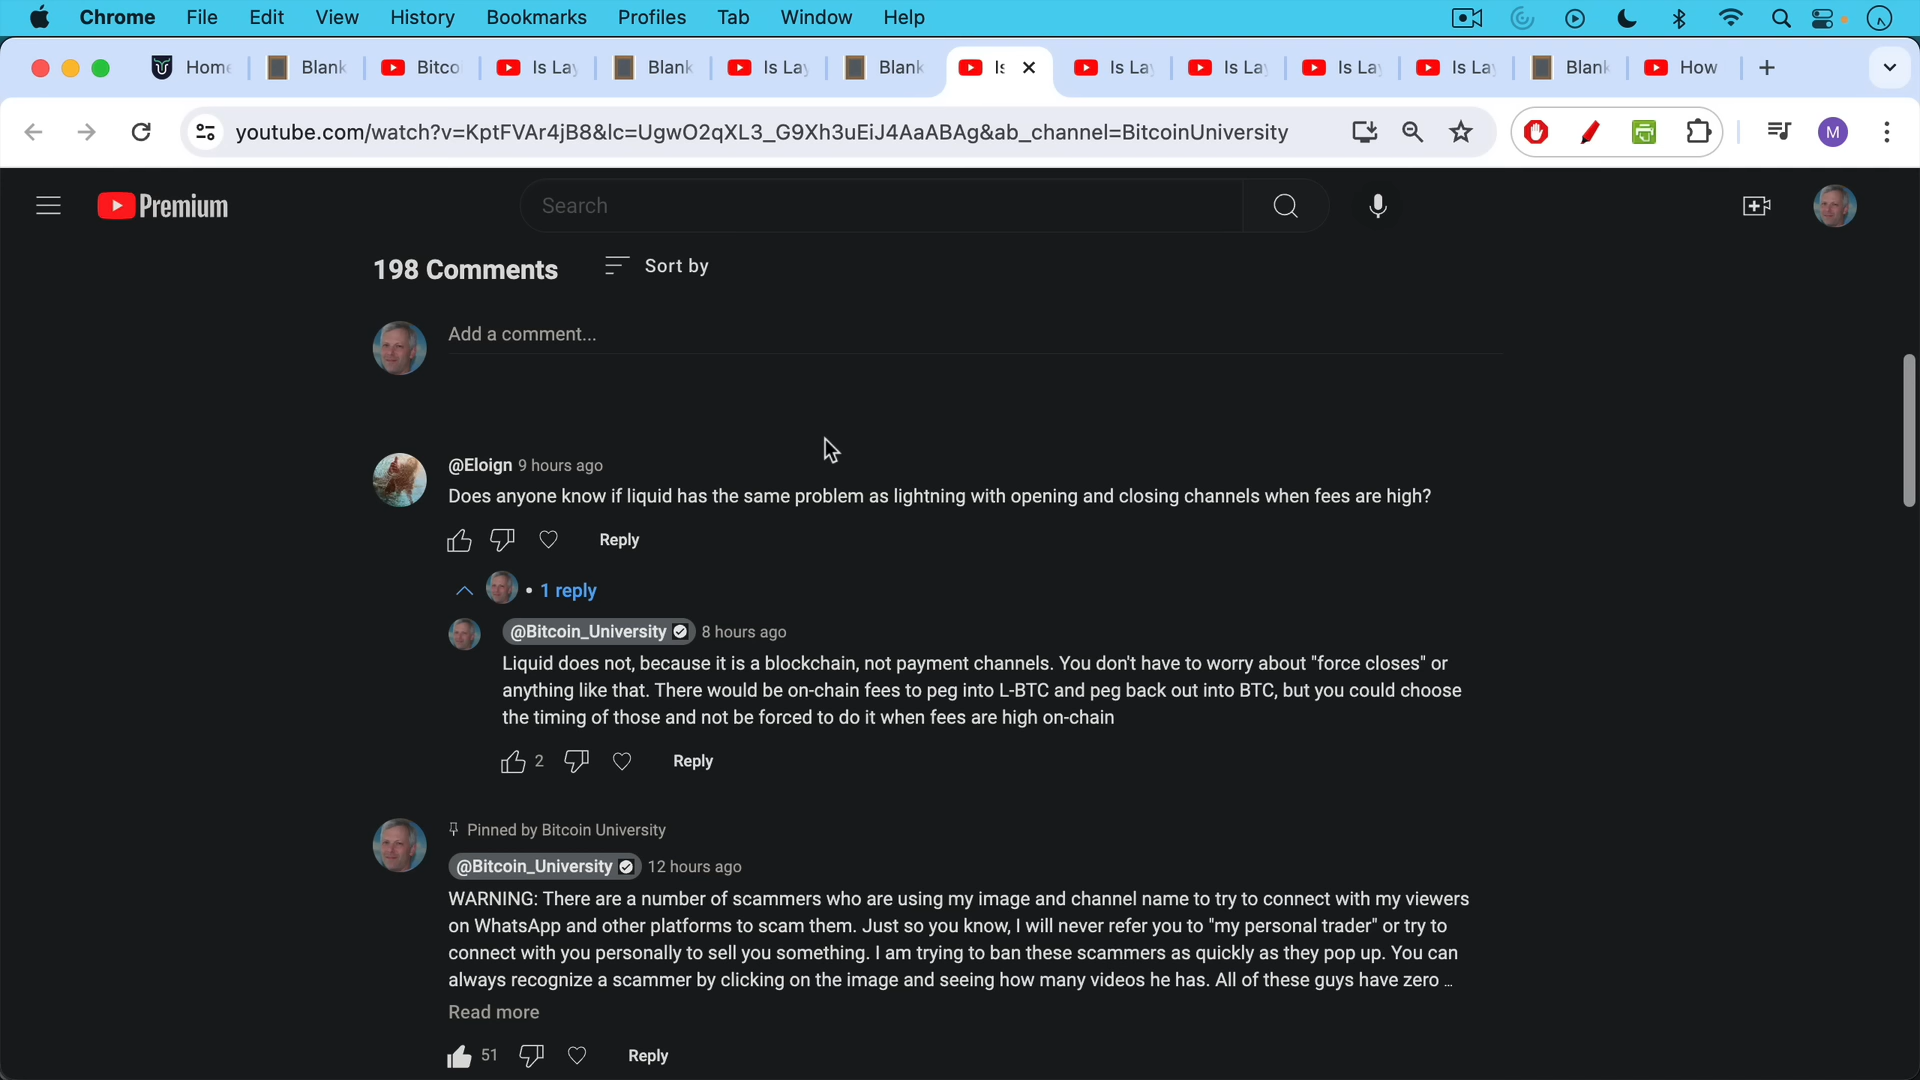 Chrome File Edit View History Bookmarks Profiles Tab Window Help
Home Blank Bitco Is Lay Blank Is Lay Blank Is Is Lay Is Lay Is Lay Is Lay Blank How
youtube.com/watch?v=KptFVAr4jB8&lc=UgwO2qXL3_G9Xh3uEiJ4AaABAg&ab_channel=BitcoinUniversity
M
Premium
Search
198 Comments Sort by
Add a comment...
@Eloign 9 hours ago
Does anyone know if liquid has the same problem as lightning with opening and closing channels when fees are high?
Reply
• 1 reply
@Bitcoin_University 8 hours ago
Liquid does not, because it is a blockchain, not payment channels. You don't have to worry about "force closes" or
anything like that. There would be on-chain fees to peg into L-BTC and peg back out into BTC, but you could choose
the timing of those and not be forced to do it when fees are high on-chain
2 Reply
Pinned by Bitcoin University
@Bitcoin_University 12 hours ago
WARNING: There are a number of scammers who are using my image and channel name to try to connect with my viewers
on WhatsApp and other platforms to scam them. Just so you know, I will never refer you to "my personal trader" or try to
connect with you personally to sell you something. I am trying to ban these scammers as quickly as they pop up. You can
always recognize a scammer by clicking on the image and seeing how many videos he has. All of these guys have zero ...
Read more
51 Reply